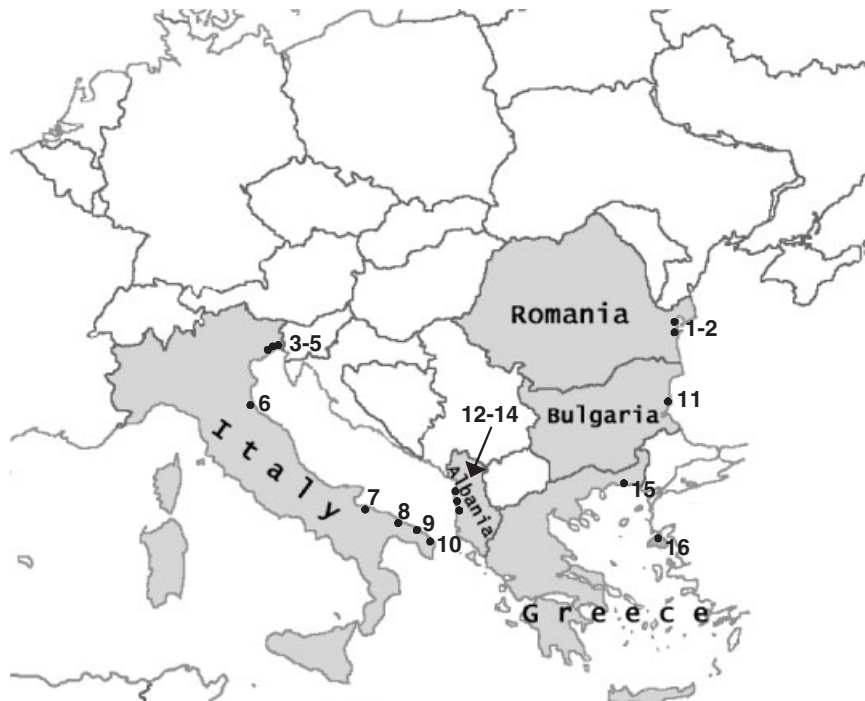 Romania
1-2
3-5
6
Bulgaria
11
12-14
Italy
Albania
7
8
9
10
15
16
Greece